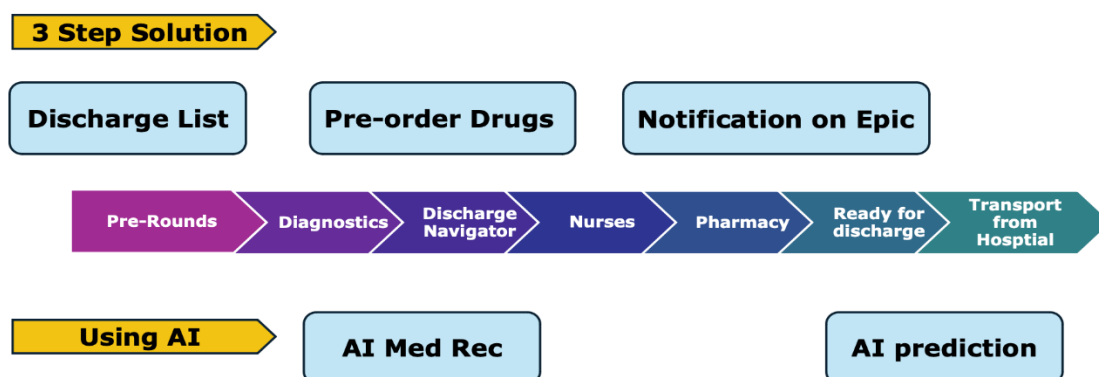 3 Step Solution
Discharge List
Pre-order Drugs
Notification on Epic
Pre-Rounds
Diagnostics
Discharge
Navigator
Nurses
Pharmacy
Ready for
discharge
Transport
from
Hosptial
Using AI
AI Med Rec
AI prediction